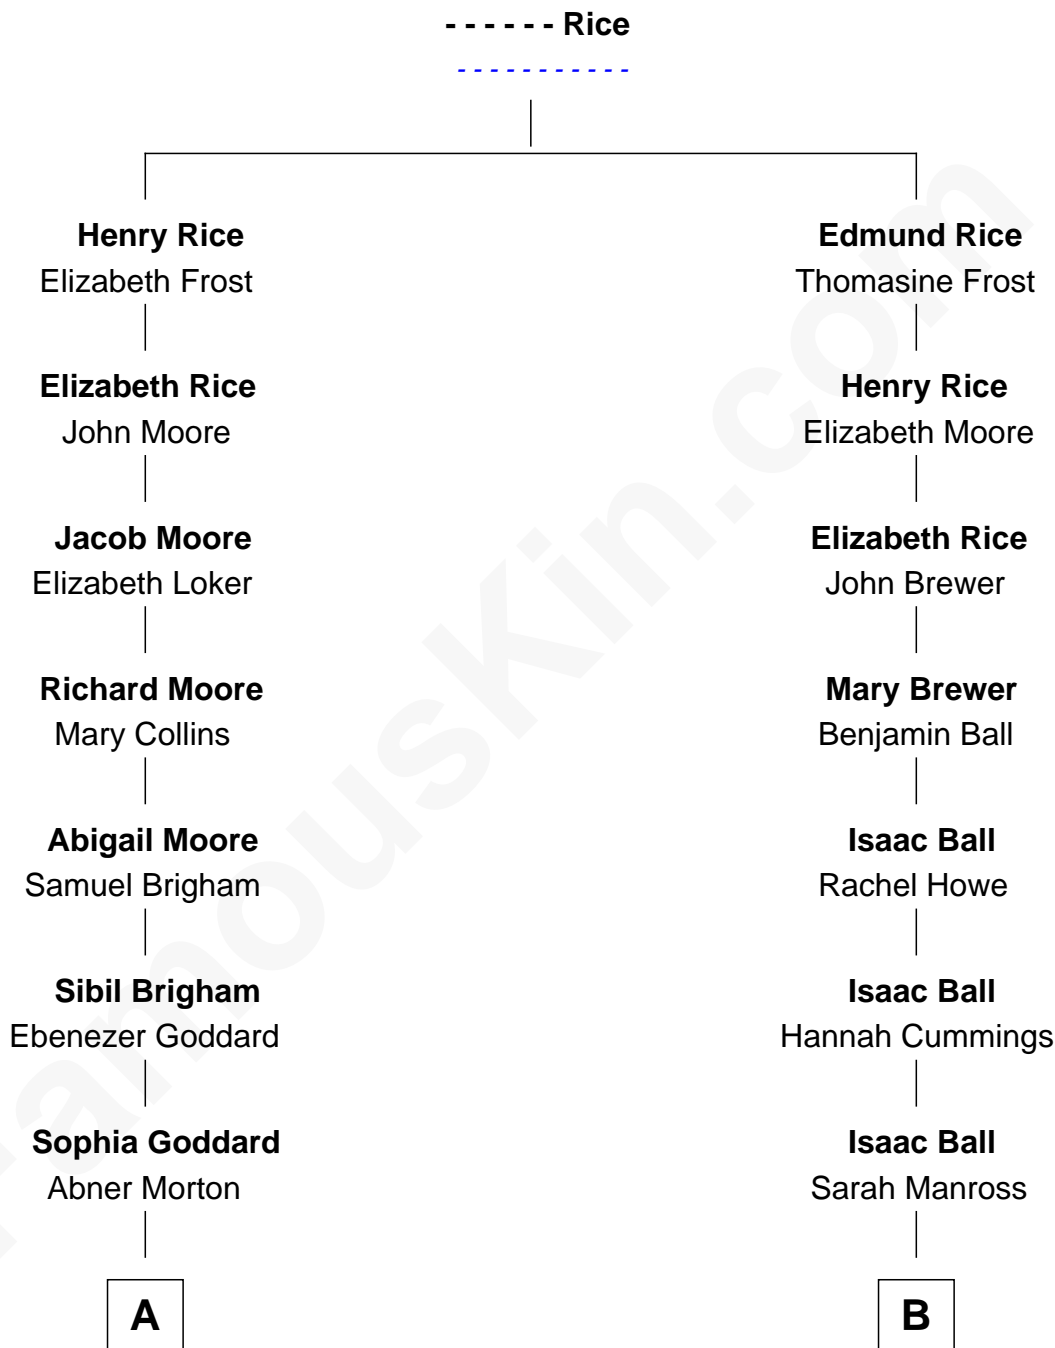 - - - - - - Rice
- - - - - - - - - - -
Henry Rice
Elizabeth Frost
Elizabeth Rice
John Moore
Jacob Moore
Elizabeth Loker
Richard Moore
Mary Collins
Abigail Moore
Samuel Brigham
Sibil Brigham
Ebenezer Goddard
Sophia Goddard
Abner Morton
A
Edmund Rice
Thomasine Frost
Henry Rice
Elizabeth Moore
Elizabeth Rice
John Brewer
Mary Brewer
Benjamin Ball
Isaac Ball
Rachel Howe
Isaac Ball
Hannah Cummings
Isaac Ball
Sarah Manross
B
FamousKin.com